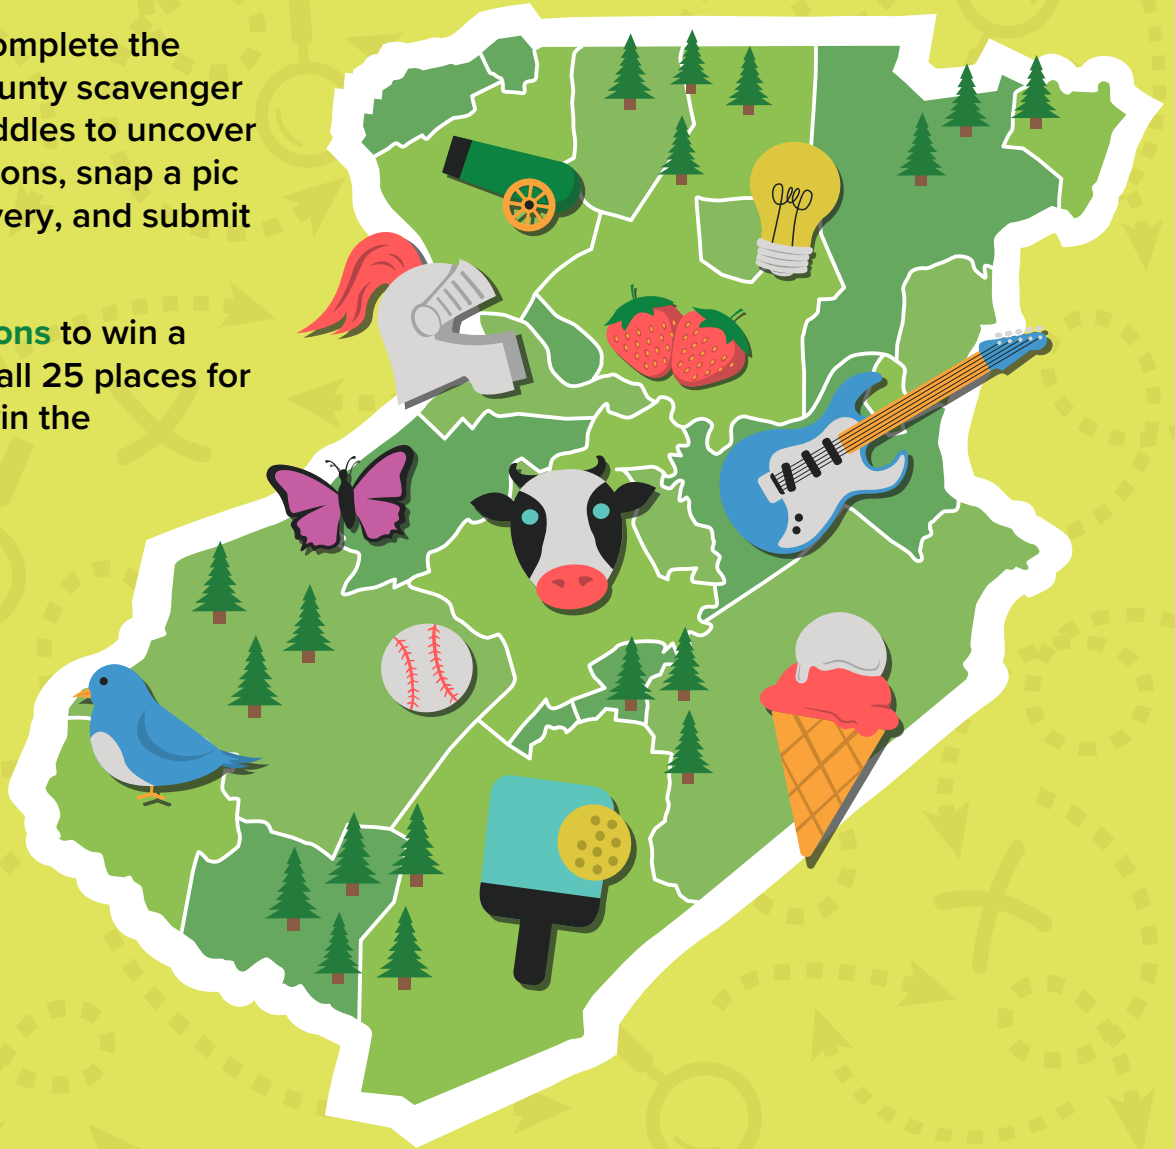 omplete the
unty scavenger
ddles to uncover
ons, snap a pic
very, and submit
ons to win a
all 25 places for
in the